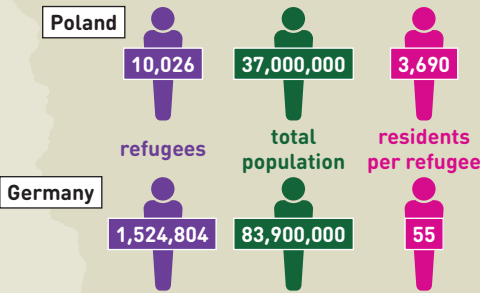 Poland
10,026
37,000,000
3,690
refugees
total
population
residents
per refugee
Germany
1,524,804
83,900,000
55